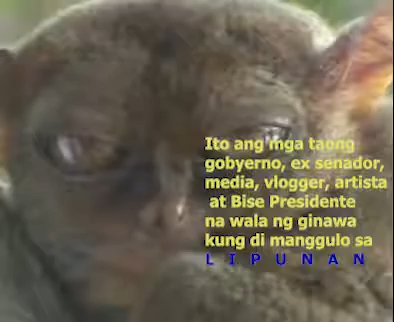 Ito ang mga taong
gobyerno, ex senador,
media, vlogger, artista
at Bise Presidente
na wala ng ginawa
kung di manggulo sa
L I P U N A N